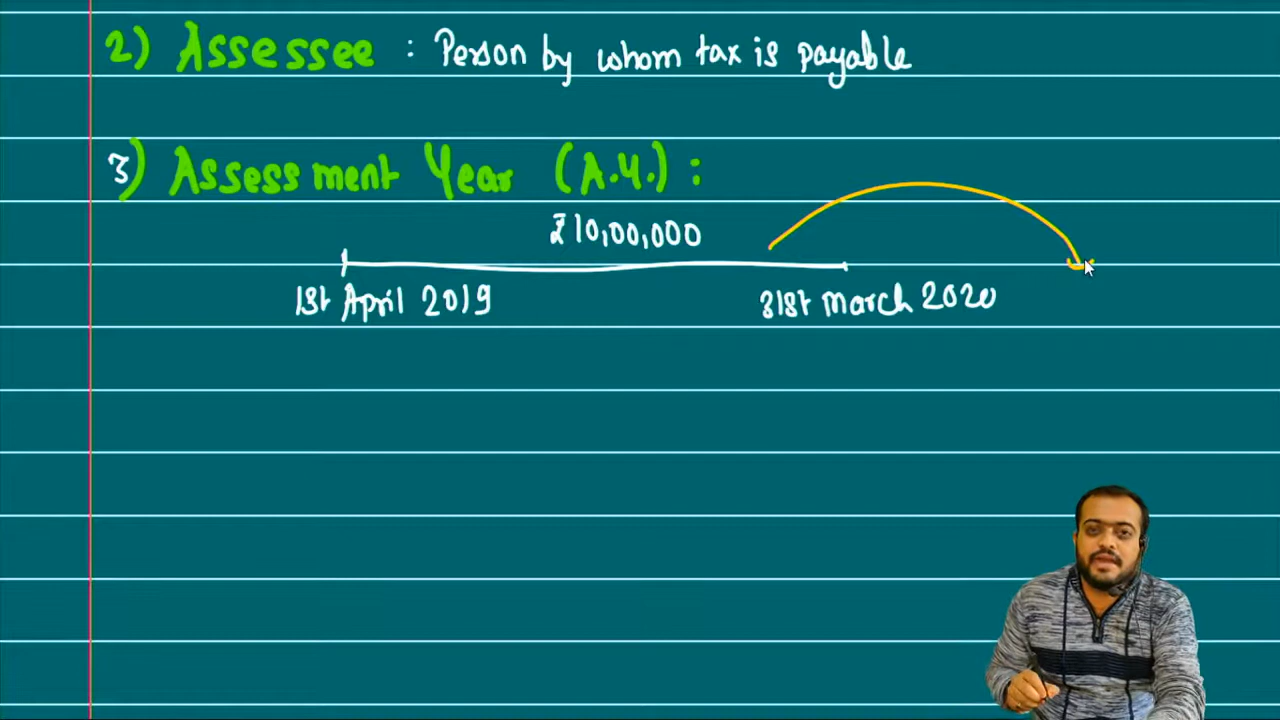 2) Assessee : Person by whom tax is payable
3) Assessment Year (A.Y.) :
₹10,00,000
1st April 2019 31st March 2020